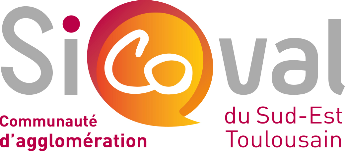 SiCoval
Communauté
d'agglomération
du Sud-Est
Toulousain